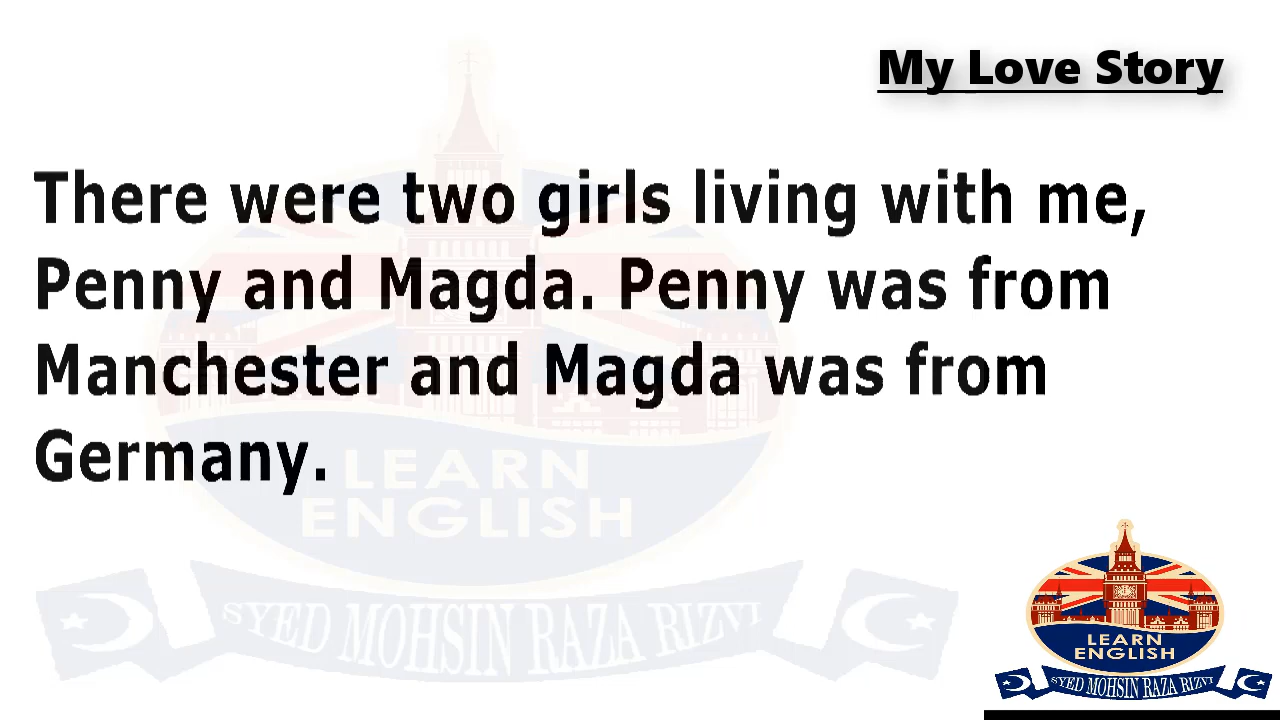 My Love Story
There were two girls living with me,
Penny and Magda. Penny was from
Manchester and Magda was from
Germany.
LEARN
ENGLISH
SYED MOHSIN RAZA RIZVI
LEARN
ENGLISH
SYED MOHSIN RAZA RIZVI